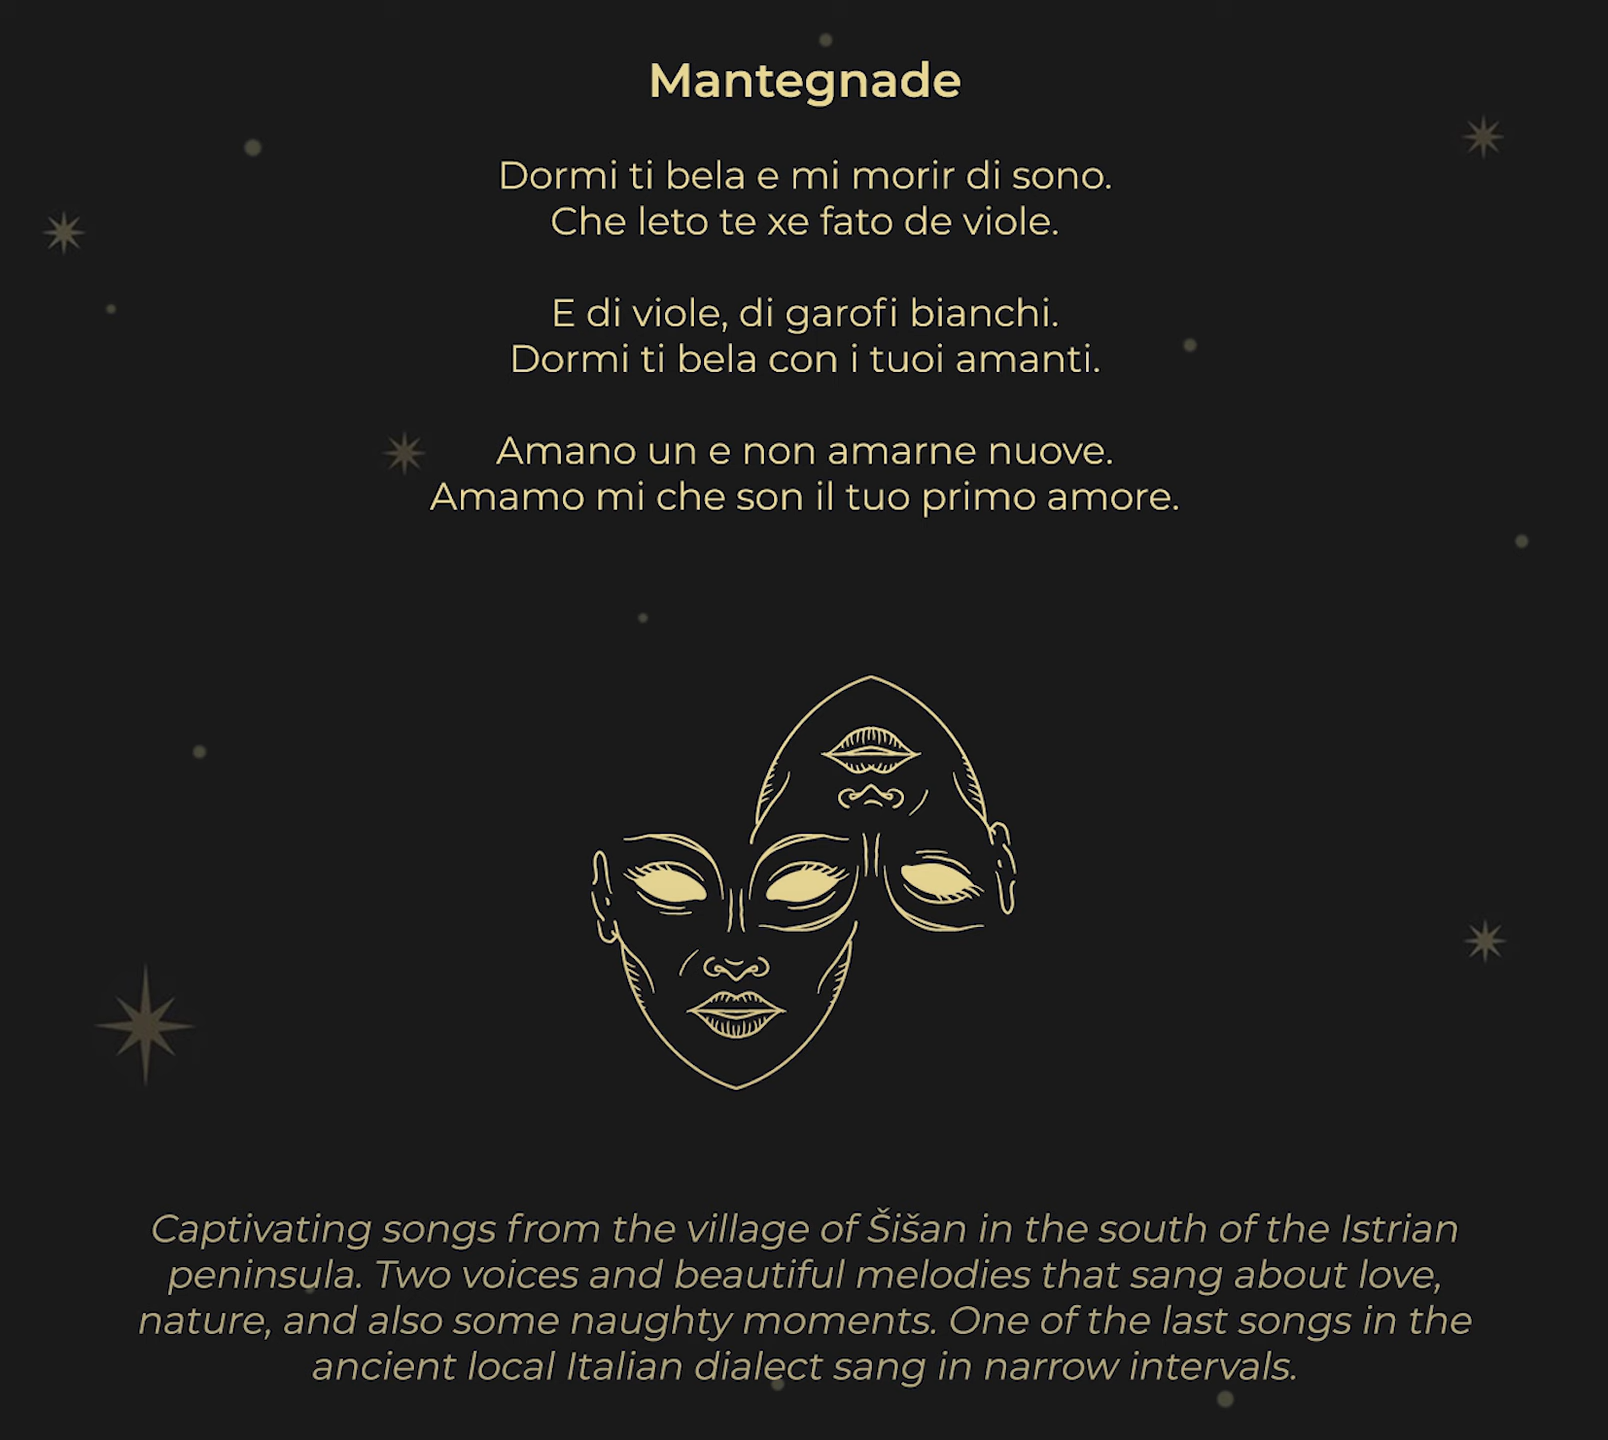 Mantegnade
Dormi ti bela e mi morir di sono.
Che leto te xe fato de viole.
E di viole, di garofi bianchi.
Dormi ti bela con i tuoi amanti.
Amano un e non amarne nuove.
Amamo mi che son il tuo primo amore.
Captivating songs from the village of Šišan in the south of the Istrian
peninsula. Two voices and beautiful melodies that sang about love,
nature, and also some naughty moments. One of the last songs in the
ancient local Italian dialect sang in narrow intervals.